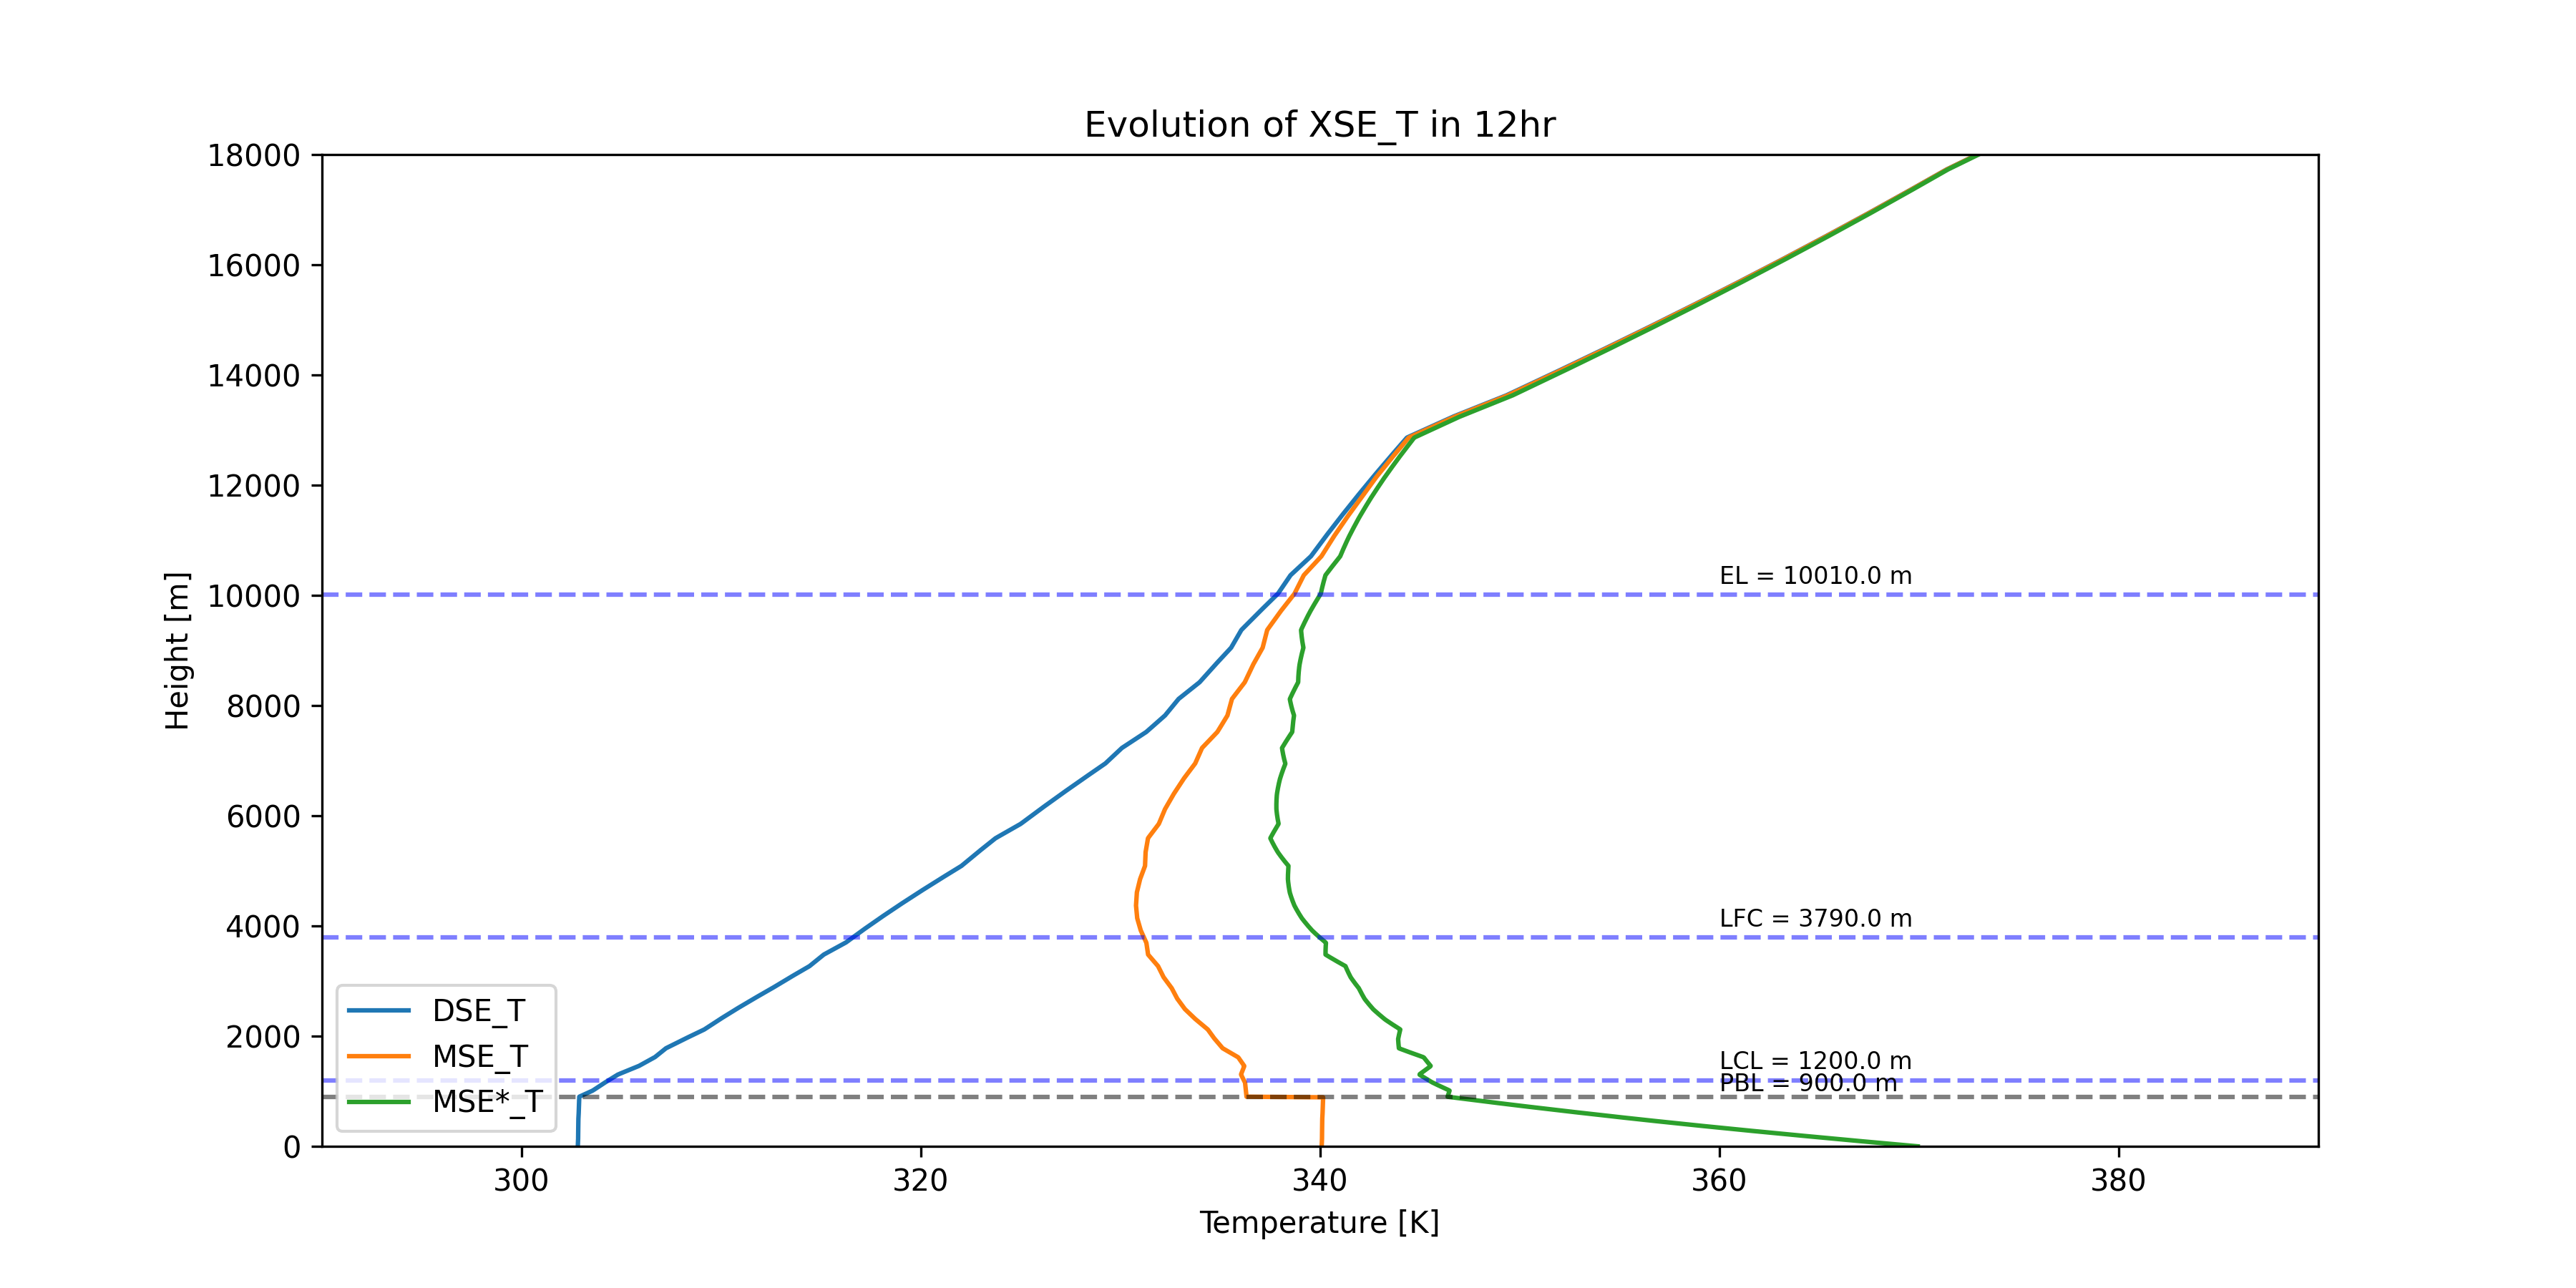 Evolution of XSE_T in 12hr
18000
16000
14000
12000
10000
8000
6000
4000
2000
0
Height [m]
EL = 10010.0 m
LFC = 3790.0 m
LCL = 1200.0 m
PBL = 900.0 m
DSE_T
MSE_T
MSE*_T
300 320 340 360 380
Temperature [K]